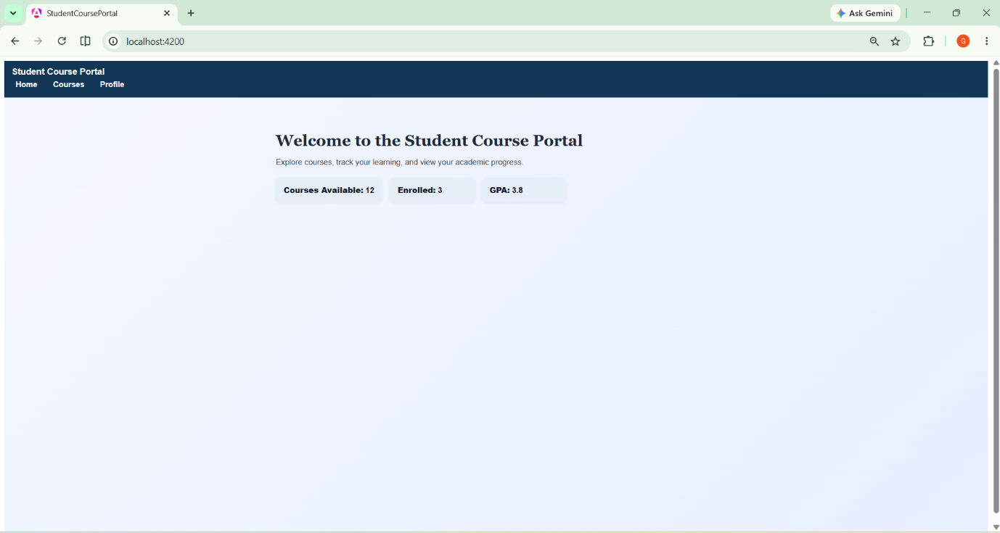 StudentCoursePortal
Ask Gemini
localhost:4200
G
Student Course Portal
Home Courses Profile
Welcome to the Student Course Portal
Explore courses, track your learning, and view your academic progress.
Courses Available: 12 Enrolled: 3 GPA: 3.8